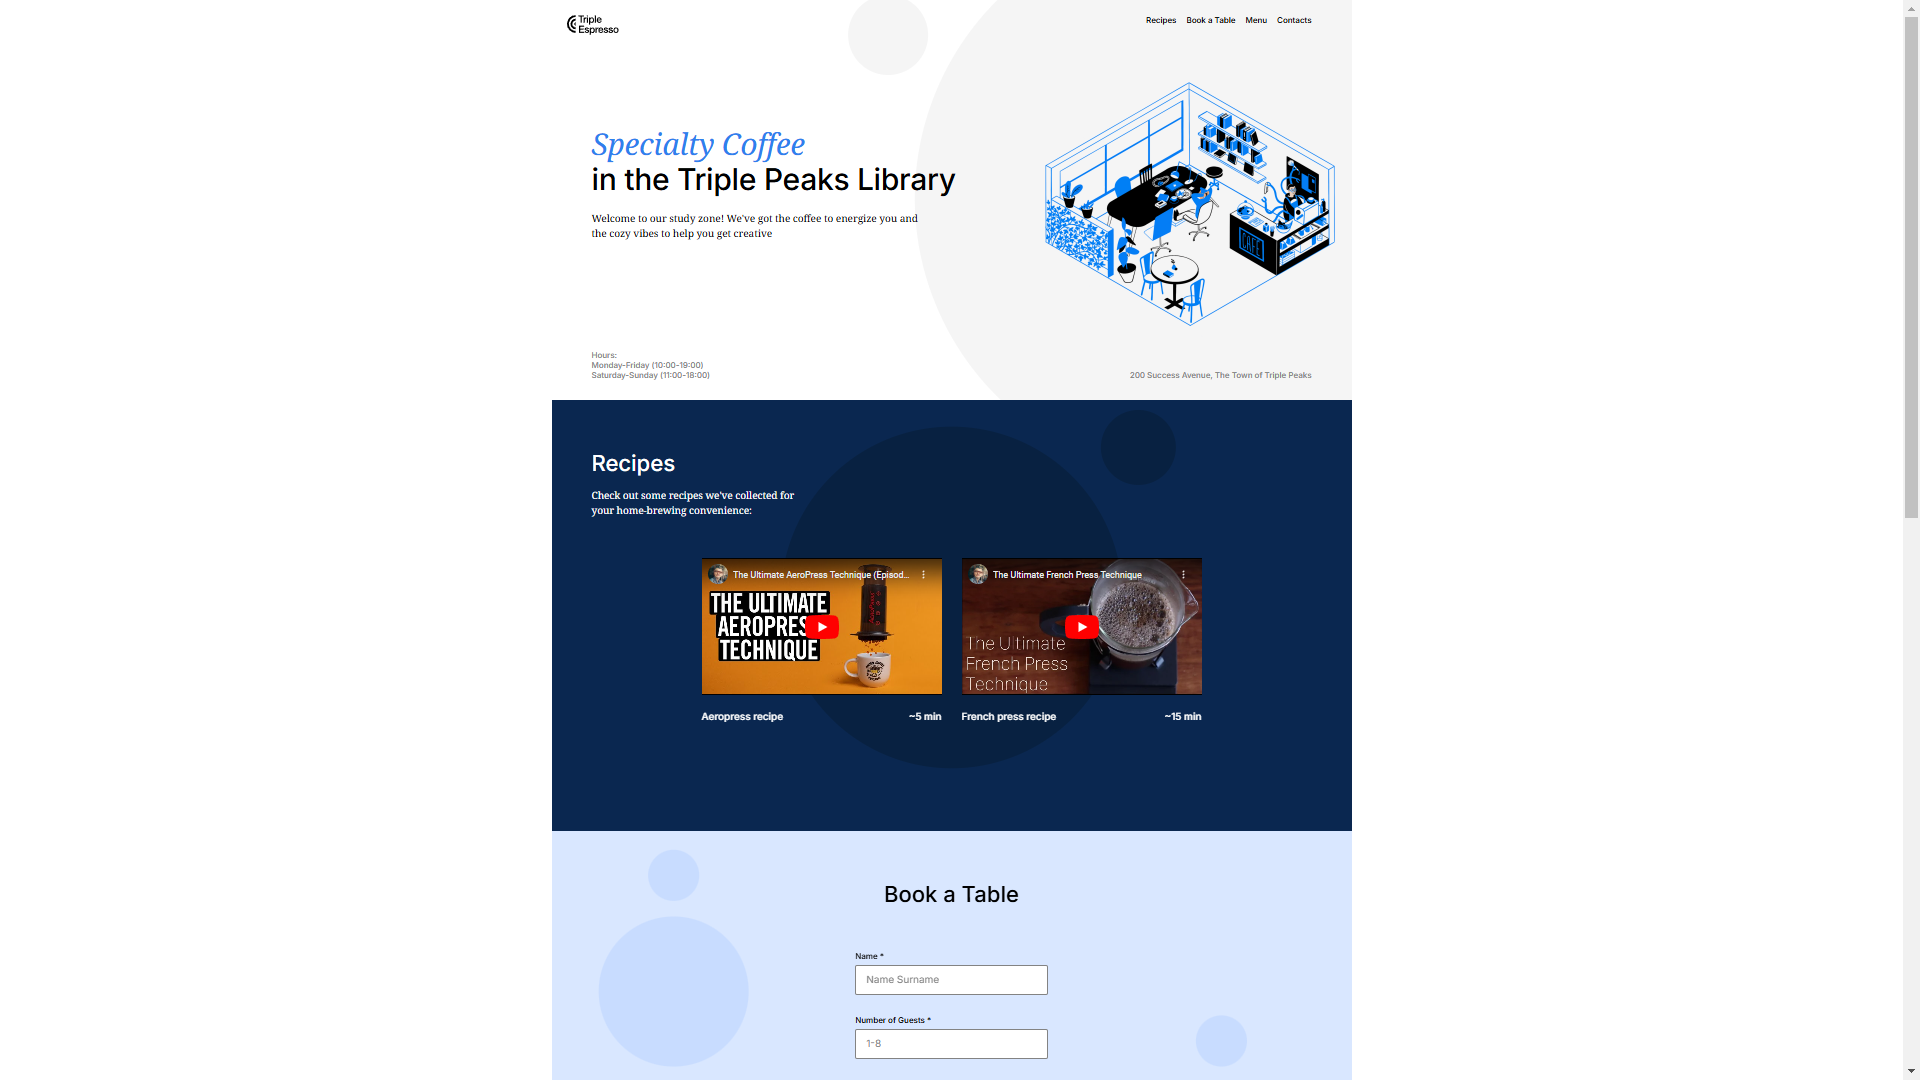 Triple
Espresso
Recipes Book a Table Menu Contacts
Specialty Coffee
in the Triple Peaks Library
Welcome to our study zone! We've got the coffee to energize you and
the cozy vibes to help you get creative
CAFE
Hours:
Monday-Friday (10:00-19:00)
Saturday-Sunday (11:00-18:00)
200 Success Avenue, The Town of Triple Peaks
Recipes
Check out some recipes we've collected for
your home-brewing convenience:
The Ultimate AeroPress Technique (Episod...
THE ULTIMATE
AEROPRES
TECHNIQUE
The Ultimate French Press Technique
The Ultimate
French Press
Technique
Aeropress recipe ~5 min
French press recipe ~15 min
Book a Table
Name *
Name Surname
Number of Guests *
1-8